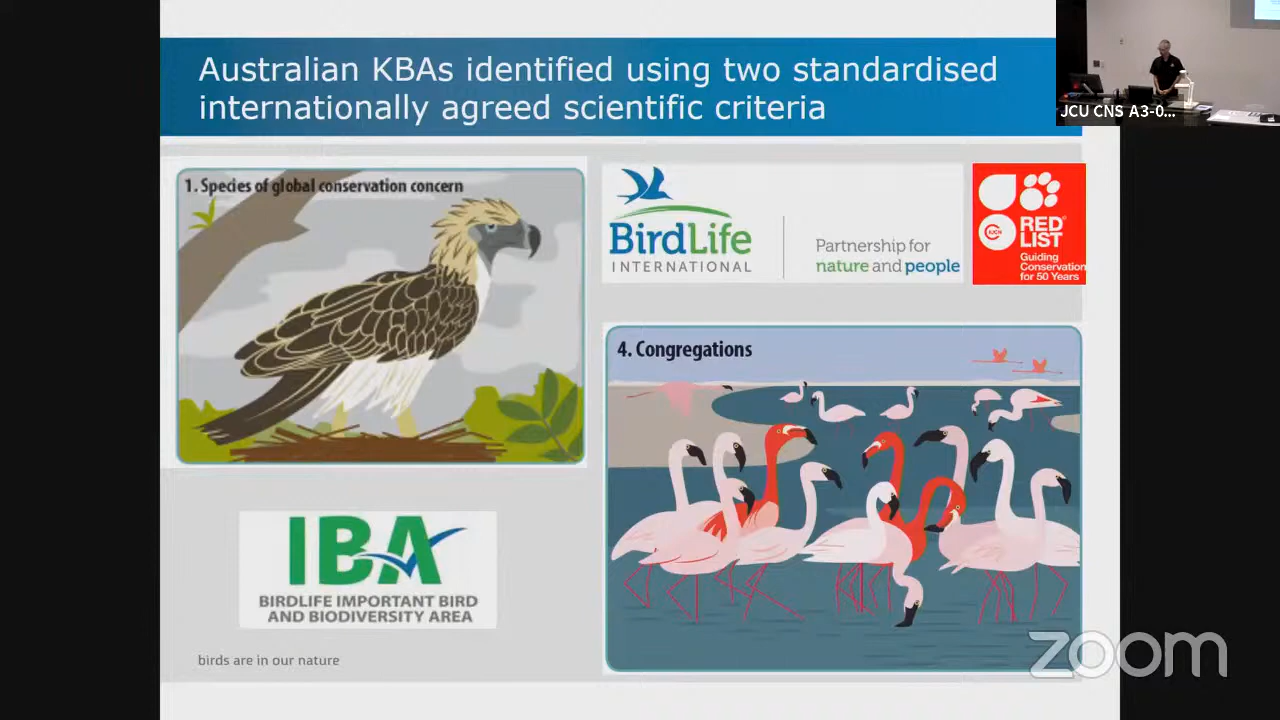 Australian KBAs identified using two standardised
internationally agreed scientific criteria
JCU CNS A3-0...
1. Species of global conservation concern
BirdLife
INTERNATIONAL
Partnership for
nature and people
IUCN
RED
LIST
Guiding
Conservation
for 50 Years
4. Congregations
IBA
BIRDLIFE IMPORTANT BIRD
AND BIODIVERSITY AREA
birds are in our nature
zoom